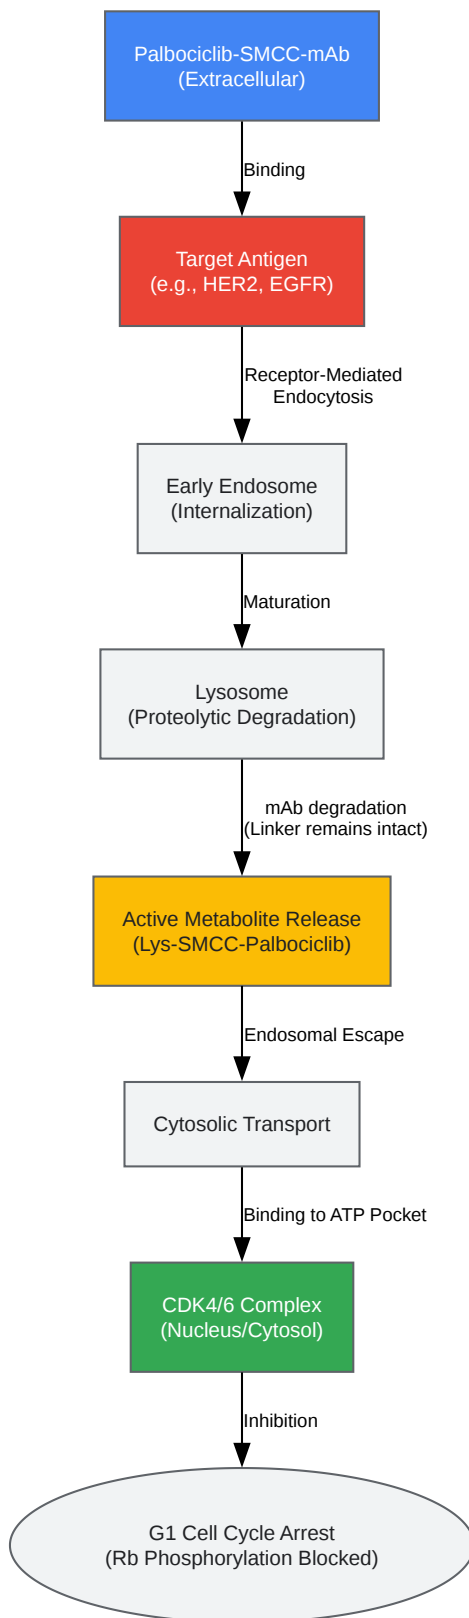 Palbociclib-SMCC-mAb
(Extracellular)
Binding
Target Antigen
(e.g., HER2, EGFR)
Receptor-Mediated
Endocytosis
Early Endosome
(Internalization)
Maturation
Lysosome
(Proteolytic Degradation)
mAb degradation
(Linker remains intact)
Active Metabolite Release
(Lys-SMCC-Palbociclib)
Endosomal Escape
Cytosolic Transport
Binding to ATP Pocket
CDK4/6 Complex
(Nucleus/Cytosol)
Inhibition
G1 Cell Cycle Arrest
(Rb Phosphorylation Blocked)